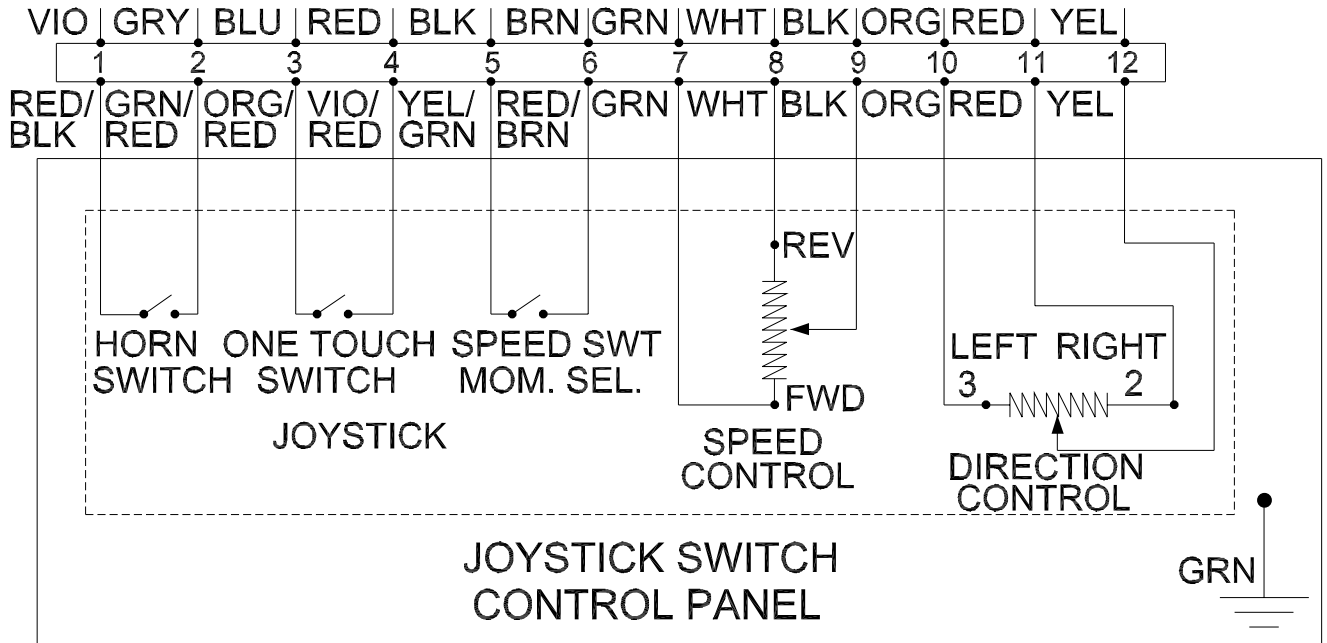 VIO GRY BLU RED BLK BRN GRN WHT BLK ORG RED YEL
1 2 3 4 5 6 7 8 9 10 11 12
RED/ GRN/ ORG/ VIO/ YEL/ RED/ GRN WHT BLK ORG RED YEL
BLK RED RED RED GRN BRN
REV
HORN ONE TOUCH SPEED SWT
SWITCH SWITCH MOM. SEL.
LEFT RIGHT
3 2
FWD
JOYSTICK
SPEED
CONTROL
DIRECTION
CONTROL
JOYSTICK SWITCH
CONTROL PANEL
GRN